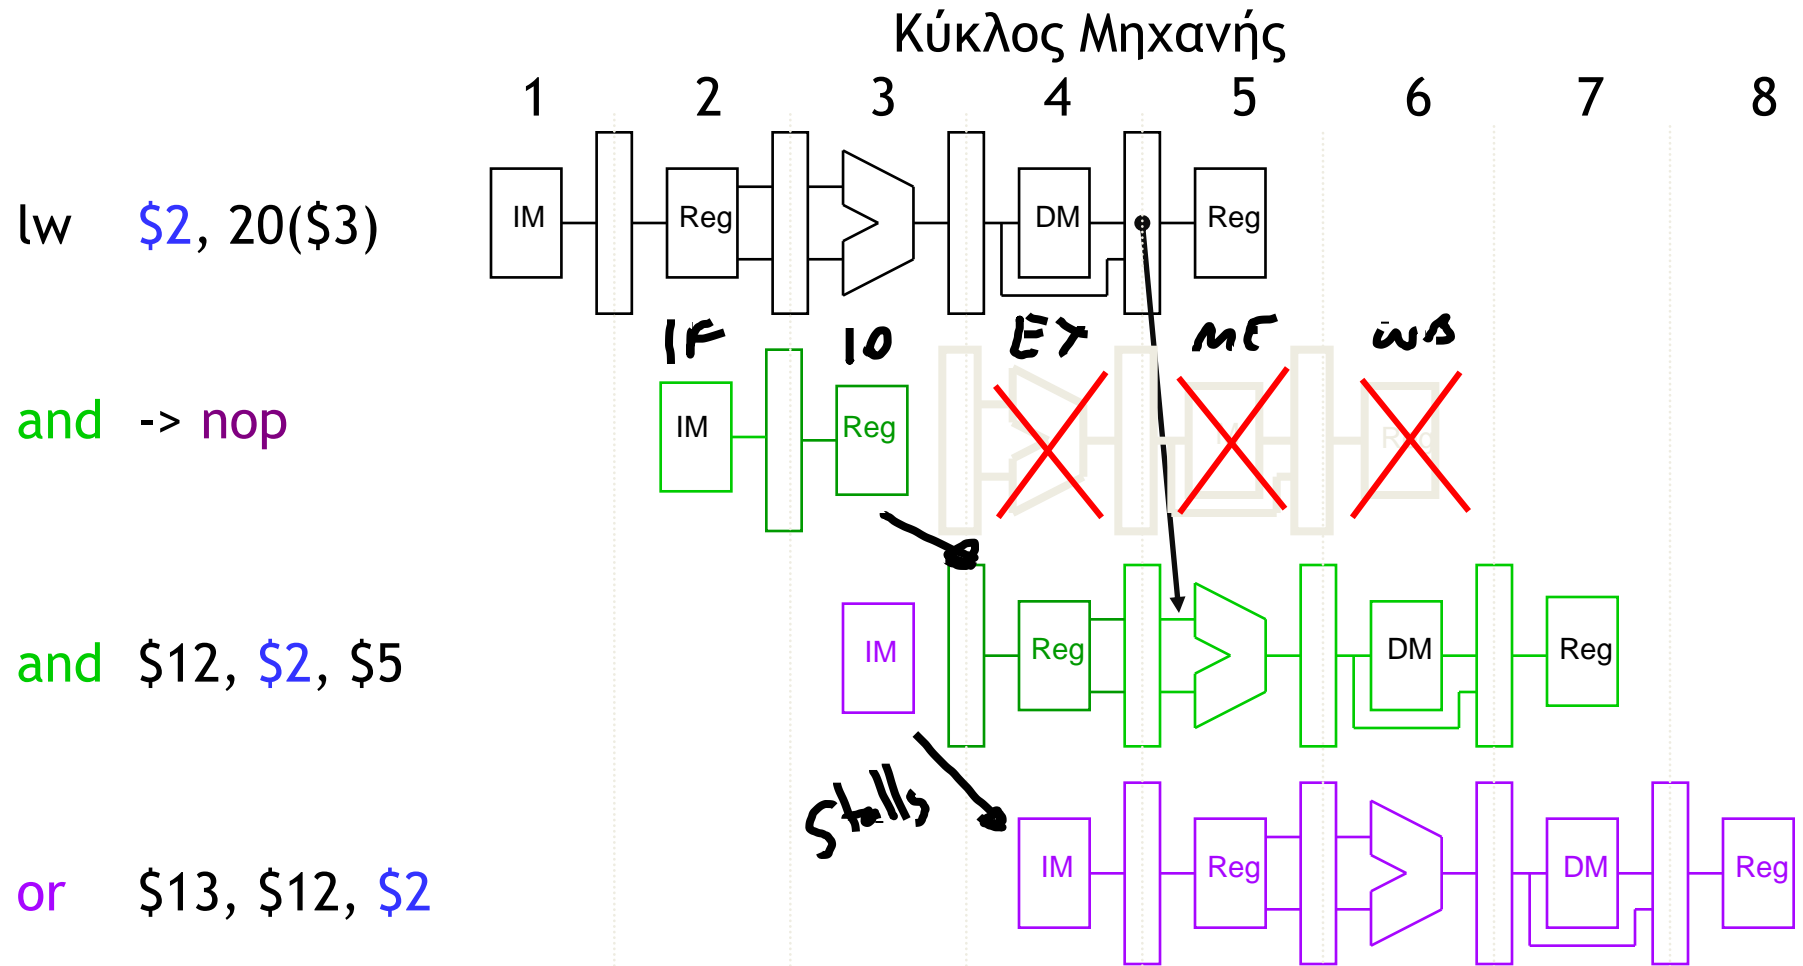 Κύκλος Μηχανής
1 2 3 4 5 6 7 8
lw $2, 20($3)
IM Reg DM Reg
IF ID EX ME WB
and -> nop
IM Reg Reg
and $12, $2, $5
IM Reg DM Reg
stalls
or $13, $12, $2
IM Reg DM Reg